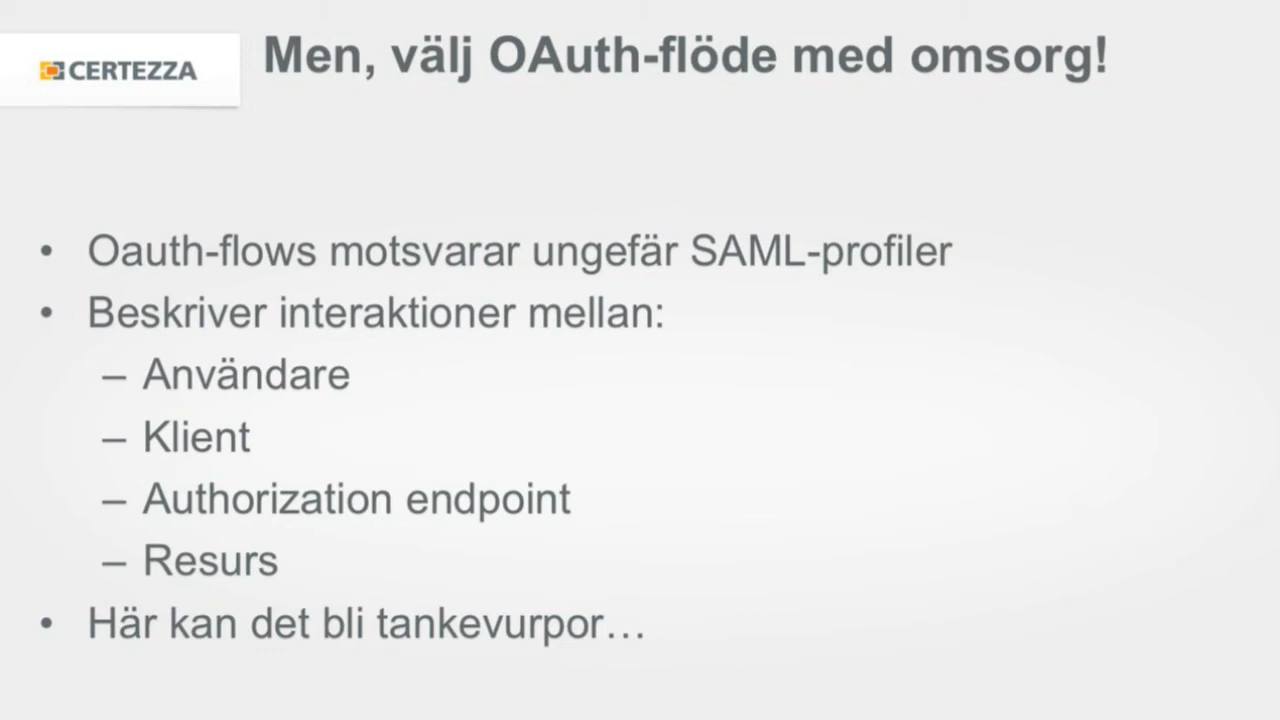 CERTEZZA
Men, välj OAuth-flöde med omsorg!
• Oauth-flows motsvarar ungefär SAML-profiler
• Beskriver interaktioner mellan:
– Användare
– Klient
– Authorization endpoint
– Resurs
• Här kan det bli tankevurpor…